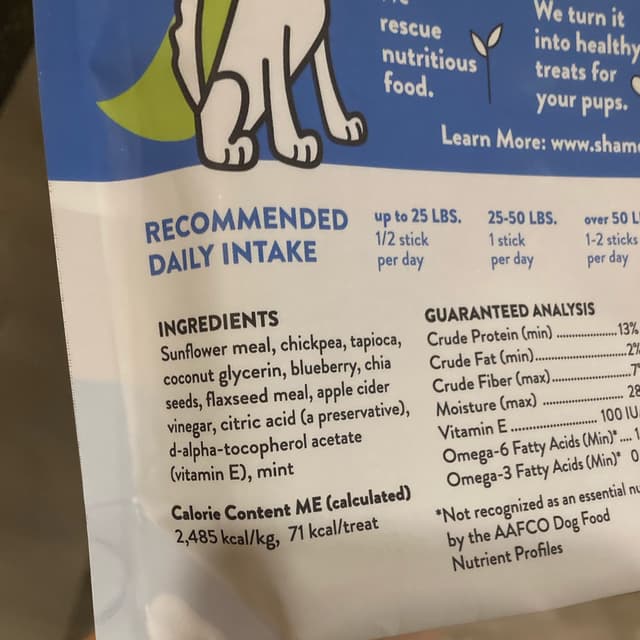 rescue
nutritious
food.
We turn it
into healthy
treats for
your pups.
Learn More:
RECOMMENDED
DAILY INTAKE
up to 25 LBS.
1/2 stick
per day
25-50 LBS.
1 stick
per day
over 50
1-2 sticks
per day
INGREDIENTS
Sunflower meal, chickpea, tapioca,
coconut glycerin, blueberry, chia
seeds, flaxseed meal, apple cider
vinegar, citric acid (a preservative),
d-alpha-tocopherol acetate
(vitamin E), mint
Calorie Content ME (calculated)
2,485 kcal/kg, 71 kcal/treat
GUARANTEED ANALYSIS
Crude Protein (min) ............... 13%
Crude Fat (min)..................... 2%
Crude Fiber (max)...................
Moisture (max) ...................
Vitamin E ..................... 100 IU
Omega-6 Fatty Acids (Min)*....
Omega-3 Fatty Acids (Min)*
*Not recognized as an essential
by the AAFCO Dog Food
Nutrient Profiles